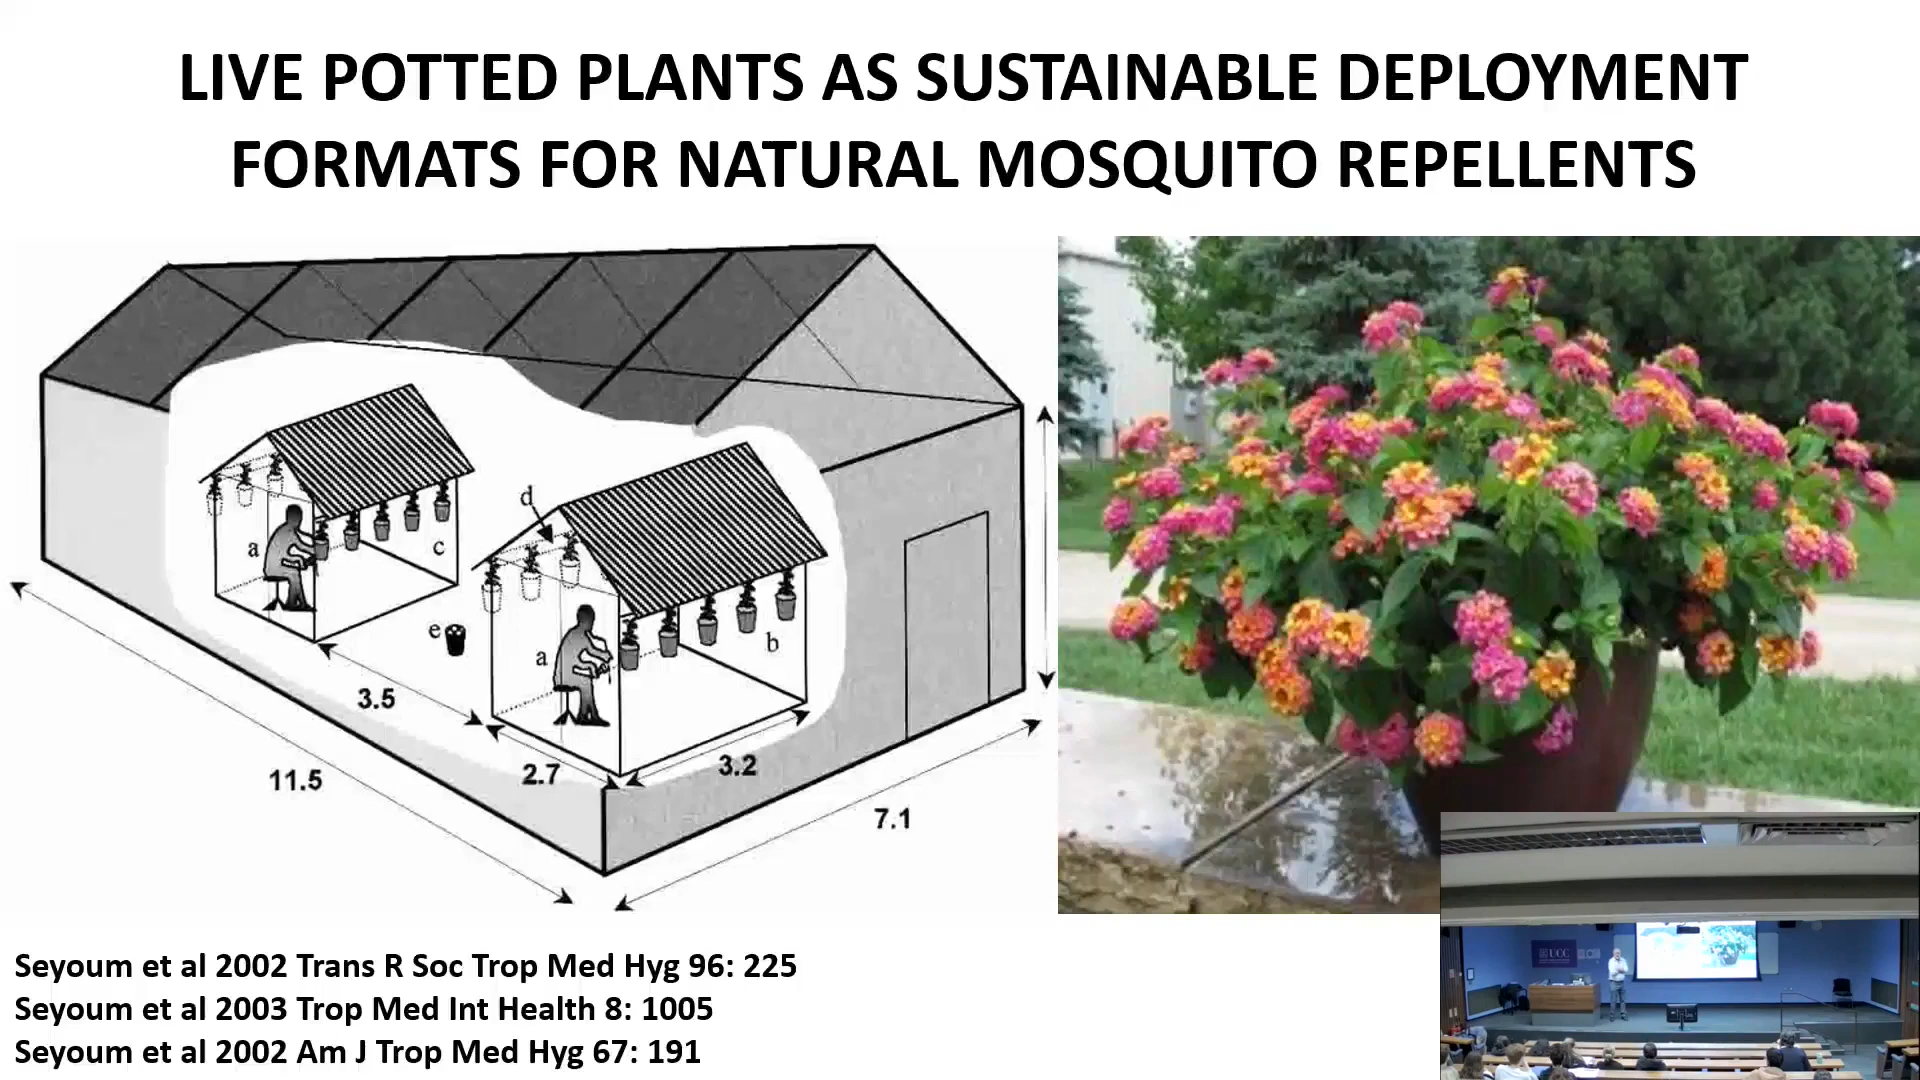 LIVE POTTED PLANTS AS SUSTAINABLE DEPLOYMENT
FORMATS FOR NATURAL MOSQUITO REPELLENTS
d
a
c
e
a
b
3.5
2.7
3.2
11.5
7.1
Seyoum et al 2002 Trans R Soc Trop Med Hyg 96: 225
Seyoum et al 2003 Trop Med Int Health 8: 1005
Seyoum et al 2002 Am J Trop Med Hyg 67: 191
UCC